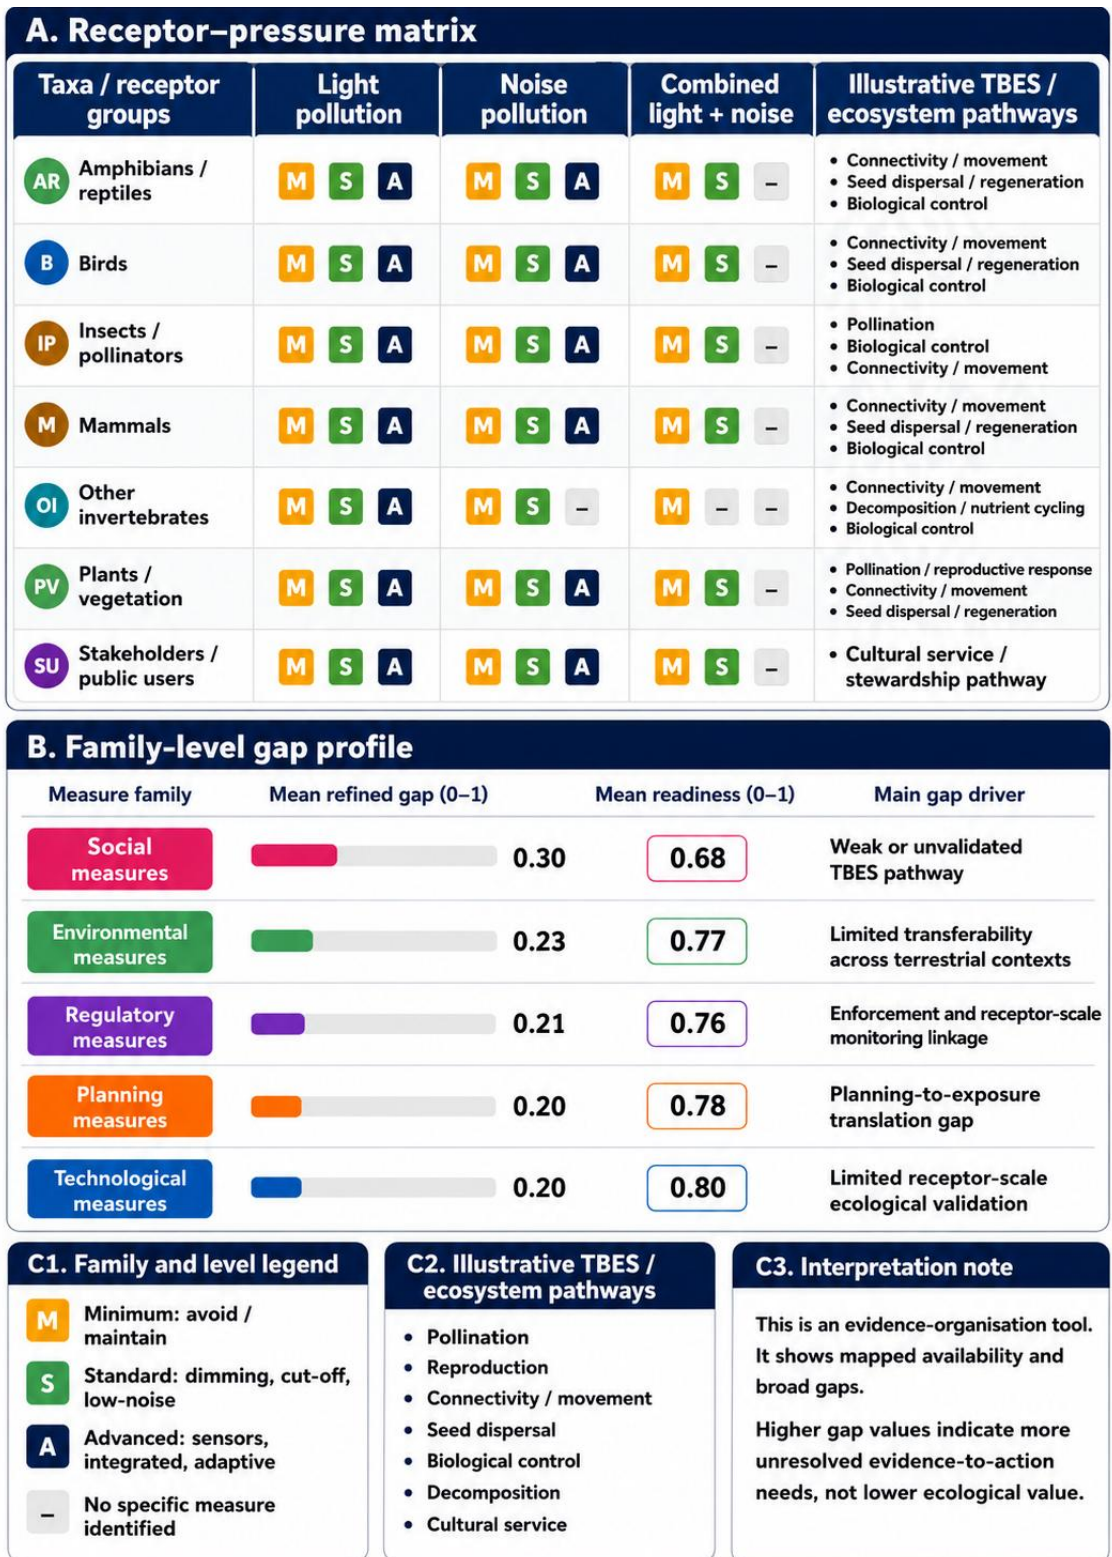 A. Receptor–pressure matrix
Taxa / receptor
groups
Light
pollution
Noise
pollution
Combined
light + noise
Illustrative TBES /
ecosystem pathways
AR
Amphibians /
reptiles
M S A
M S A
M S –
• Connectivity / movement
• Seed dispersal / regeneration
• Biological control
B
Birds
M S A
M S A
M S –
• Connectivity / movement
• Seed dispersal / regeneration
• Biological control
IP
Insects /
pollinators
M S A
M S A
M S –
• Pollination
• Biological control
• Connectivity / movement
M
Mammals
M S A
M S A
M S –
• Connectivity / movement
• Seed dispersal / regeneration
• Biological control
OI
Other
invertebrates
M S A
M S –
M – –
• Connectivity / movement
• Decomposition / nutrient cycling
• Biological control
PV
Plants /
vegetation
M S A
M S A
M S –
• Pollination / reproductive response
• Connectivity / movement
• Seed dispersal / regeneration
SU
Stakeholders /
public users
M S A
M S A
M S –
• Cultural service /
stewardship pathway
B. Family-level gap profile
Measure family
Mean refined gap (0–1)
Mean readiness (0–1)
Main gap driver
Social
measures
0.30
0.68
Weak or unvalidated
TBES pathway
Environmental
measures
0.23
0.77
Limited transferability
across terrestrial contexts
Regulatory
measures
0.21
0.76
Enforcement and receptor-scale
monitoring linkage
Planning
measures
0.20
0.78
Planning-to-exposure
translation gap
Technological
measures
0.20
0.80
Limited receptor-scale
ecological validation
C1. Family and level legend
M
Minimum: avoid /
maintain
S
Standard: dimming, cut-off,
low-noise
A
Advanced: sensors,
integrated, adaptive
–
No specific measure
identified
C2. Illustrative TBES /
ecosystem pathways
• Pollination
• Reproduction
• Connectivity / movement
• Seed dispersal
• Biological control
• Decomposition
• Cultural service
C3. Interpretation note
This is an evidence-organisation tool.
It shows mapped availability and
broad gaps.
Higher gap values indicate more
unresolved evidence-to-action
needs, not lower ecological value.